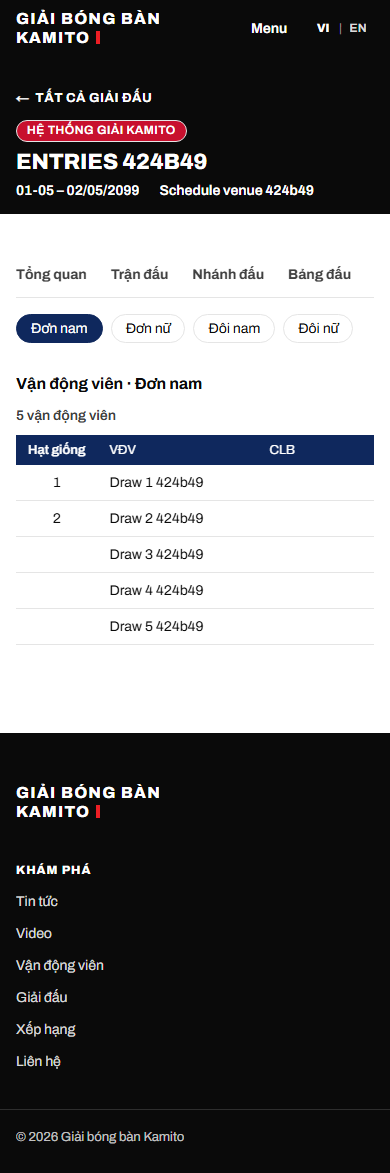 GIẢI BÓNG BÀN
KAMITO
Menu
VI | EN
← TẤT CẢ GIẢI ĐẤU
HỆ THỐNG GIẢI KAMITO
ENTRIES 424B49
01-05 – 02/05/2099 Schedule venue 424b49
Tổng quan Trận đấu Nhánh đấu Bảng đấu
Đơn nam Đơn nữ Đôi nam Đôi nữ
Vận động viên · Đơn nam
5 vận động viên
Hạt giống VĐV CLB
1 Draw 1 424b49
2 Draw 2 424b49
Draw 3 424b49
Draw 4 424b49
Draw 5 424b49
GIẢI BÓNG BÀN
KAMITO
KHÁM PHÁ
Tin tức
Video
Vận động viên
Giải đấu
Xếp hạng
Liên hệ
© 2026 Giải bóng bàn Kamito